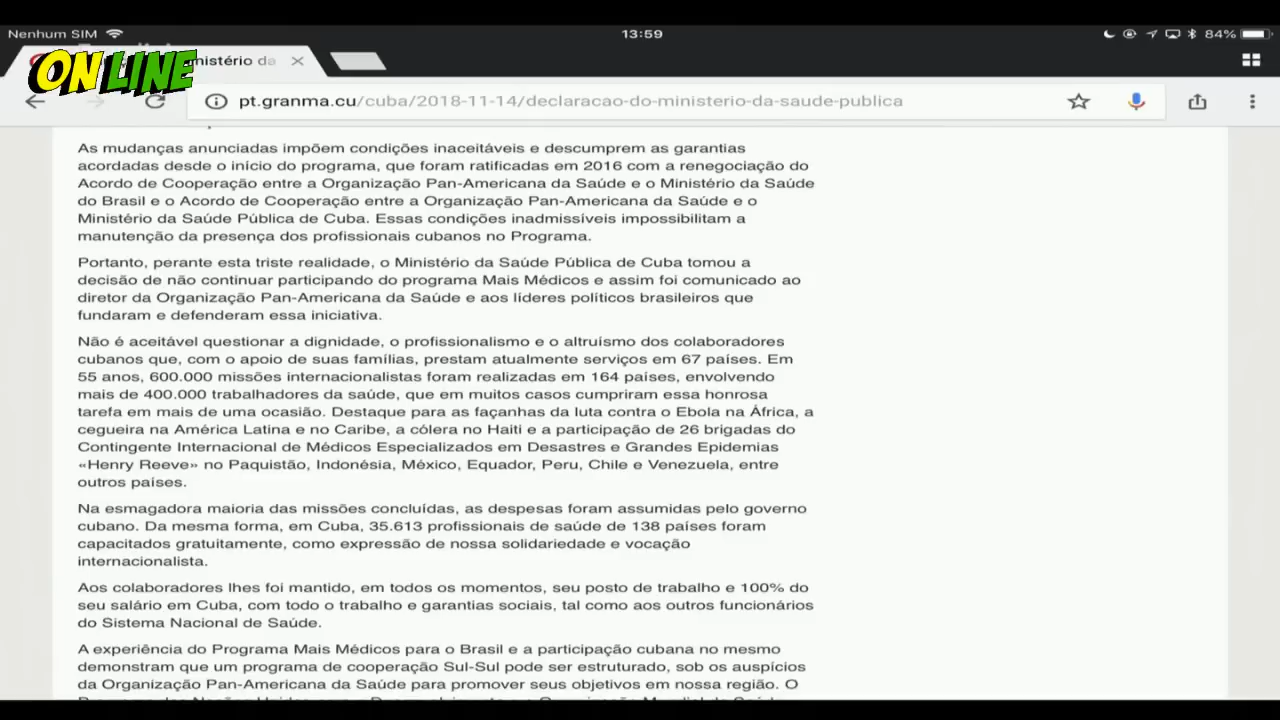 Nenhum SIM
13:59
84%
ONLINE
nistério da
pt.granma.cu/cuba/2018-11-14/declaracao-do-ministerio-da-saude-publica
As mudanças anunciadas impõem condições inaceitáveis e descumprem as garantias
acordadas desde o início do programa, que foram ratificadas em 2016 com a renegociação do
Acordo de Cooperação entre a Organização Pan-Americana da Saúde e o Ministério da Saúde
do Brasil e o Acordo de Cooperação entre a Organização Pan-Americana da Saúde e o
Ministério da Saúde Pública de Cuba. Essas condições inadmissíveis impossibilitam a
manutenção da presença dos profissionais cubanos no Programa.
Portanto, perante esta triste realidade, o Ministério da Saúde Pública de Cuba tomou a
decisão de não continuar participando do programa Mais Médicos e assim foi comunicado ao
diretor da Organização Pan-Americana da Saúde e aos líderes políticos brasileiros que
fundaram e defenderam essa iniciativa.
Não é aceitável questionar a dignidade, o profissionalismo e o altruísmo dos colaboradores
cubanos que, com o apoio de suas famílias, prestam atualmente serviços em 67 países. Em
55 anos, 600.000 missões internacionalistas foram realizadas em 164 países, envolvendo
mais de 400.000 trabalhadores da saúde, que em muitos casos cumpriram essa honrosa
tarefa em mais de uma ocasião. Destaque para as façanhas da luta contra o Ebola na África, a
cegueira na América Latina e no Caribe, a cólera no Haiti e a participação de 26 brigadas do
Contingente Internacional de Médicos Especializados em Desastres e Grandes Epidemias
«Henry Reeve» no Paquistão, Indonésia, México, Equador, Peru, Chile e Venezuela, entre
outros países.
Na esmagadora maioria das missões concluídas, as despesas foram assumidas pelo governo
cubano. Da mesma forma, em Cuba, 35.613 profissionais de saúde de 138 países foram
capacitados gratuitamente, como expressão de nossa solidariedade e vocação
internacionalista.
Aos colaboradores lhes foi mantido, em todos os momentos, seu posto de trabalho e 100% do
seu salário em Cuba, com todo o trabalho e garantias sociais, tal como aos outros funcionários
do Sistema Nacional de Saúde.
A experiência do Programa Mais Médicos para o Brasil e a participação cubana no mesmo
demonstram que um programa de cooperação Sul-Sul pode ser estruturado, sob os auspícios
da Organização Pan-Americana da Saúde para promover seus objetivos em nossa região. O